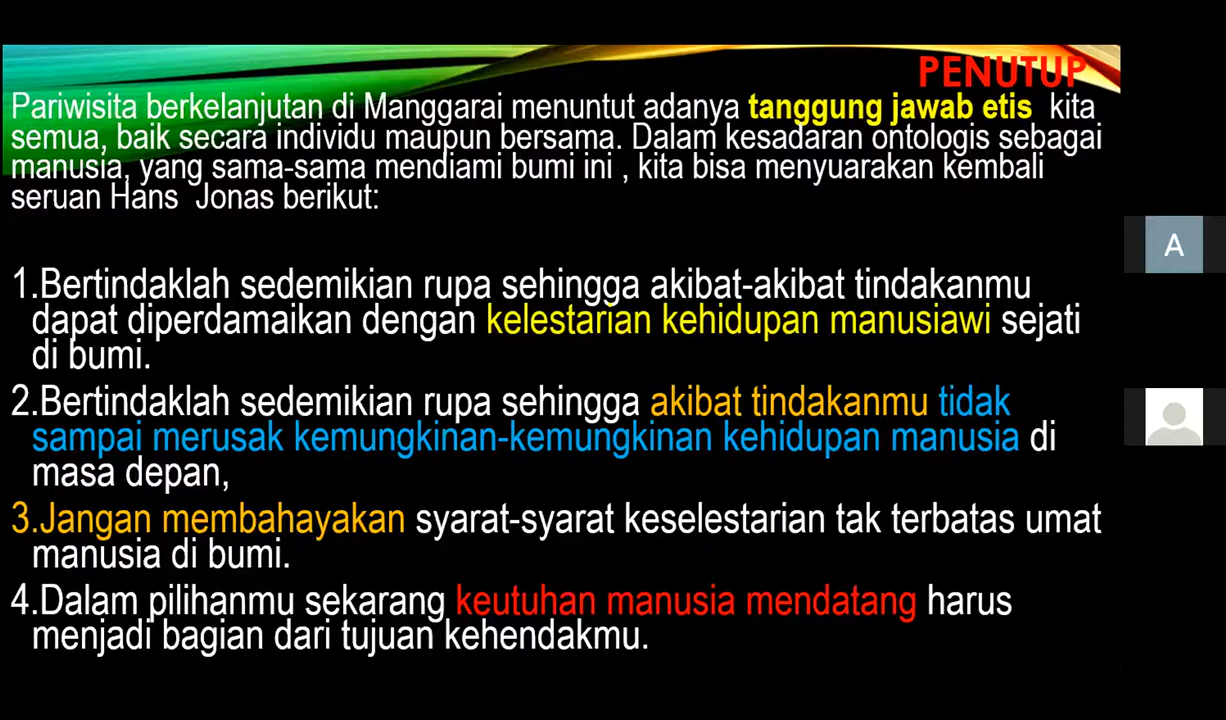 PENUTUP
Pariwisita berkelanjutan di Manggarai menuntut adanya tanggung jawab etis kita
semua, baik secara individu maupun bersama. Dalam kesadaran ontologis sebagai
manusia, yang sama-sama mendiami bumi ini , kita bisa menyuarakan kembali
seruan Hans Jonas berikut:
1.Bertindaklah sedemikian rupa sehingga akibat-akibat tindakanmu
dapat diperdamaikan dengan kelestarian kehidupan manusiawi sejati
di bumi.
2.Bertindaklah sedemikian rupa sehingga akibat tindakanmu tidak
sampai merusak kemungkinan-kemungkinan kehidupan manusia di
masa depan,
3.Jangan membahayakan syarat-syarat keselestarian tak terbatas umat
manusia di bumi.
4.Dalam pilihanmu sekarang keutuhan manusia mendatang harus
menjadi bagian dari tujuan kehendakmu.
A